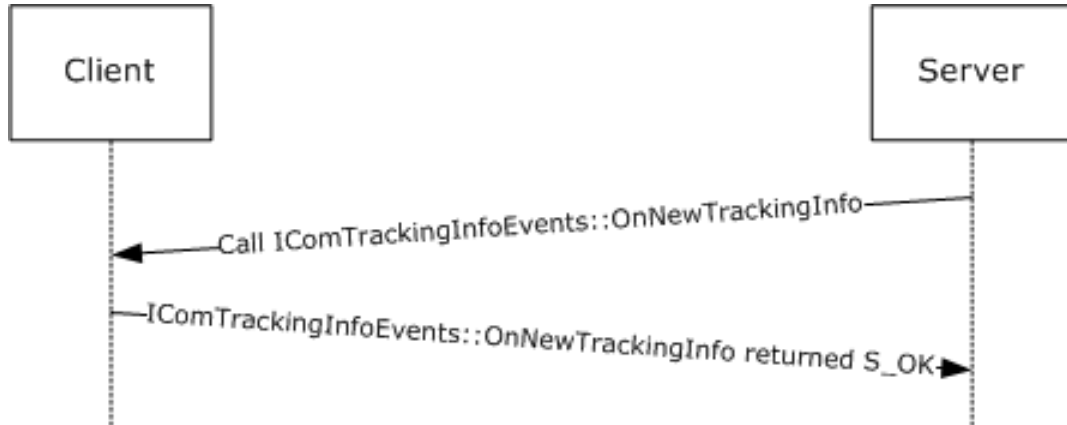 Client
Server
Call IComTrackingInfoEvents::OnNewTrackingInfo
IComTrackingInfoEvents::OnNewTrackingInfo returned S_OK